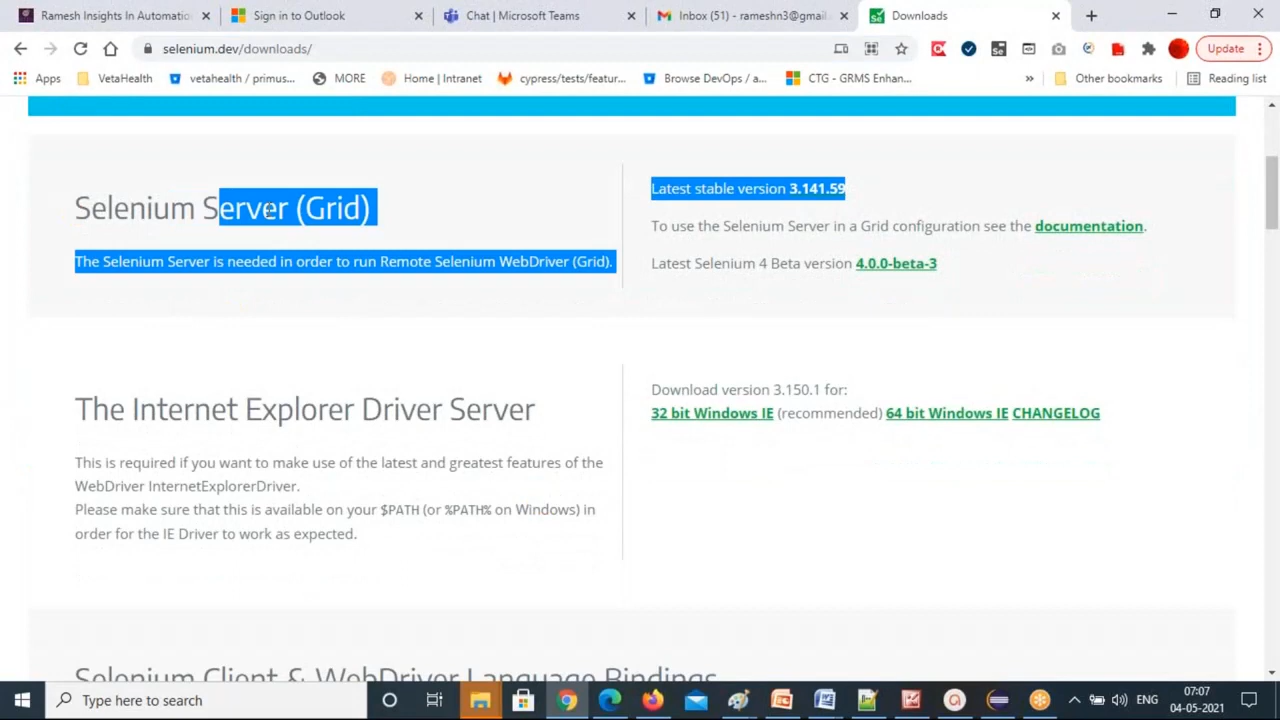 Ramesh Insights In Automatio
Sign in to Outlook
Chat | Microsoft Teams
Inbox (51) - rameshn3@gmail.
Downloads
selenium.dev/downloads/
Update
Apps
VetaHealth
vetahealth / primus...
MORE
Home | Intranet
cypress/tests/featur...
Browse DevOps / a...
CTG - GRMS Enhan...
»
Other bookmarks
Reading list
Selenium Server (Grid)
The Selenium Server is needed in order to run Remote Selenium WebDriver (Grid).
Latest stable version 3.141.59
To use the Selenium Server in a Grid configuration see the documentation.
Latest Selenium 4 Beta version 4.0.0-beta-3
The Internet Explorer Driver Server
This is required if you want to make use of the latest and greatest features of the
WebDriver InternetExplorerDriver.
Please make sure that this is available on your $PATH (or %PATH% on Windows) in
order for the IE Driver to work as expected.
Download version 3.150.1 for:
32 bit Windows IE (recommended) 64 bit Windows IE CHANGELOG
Selenium Client & WebDriver Language Bindings
Type here to search
ENG
07:07
04-05-2021